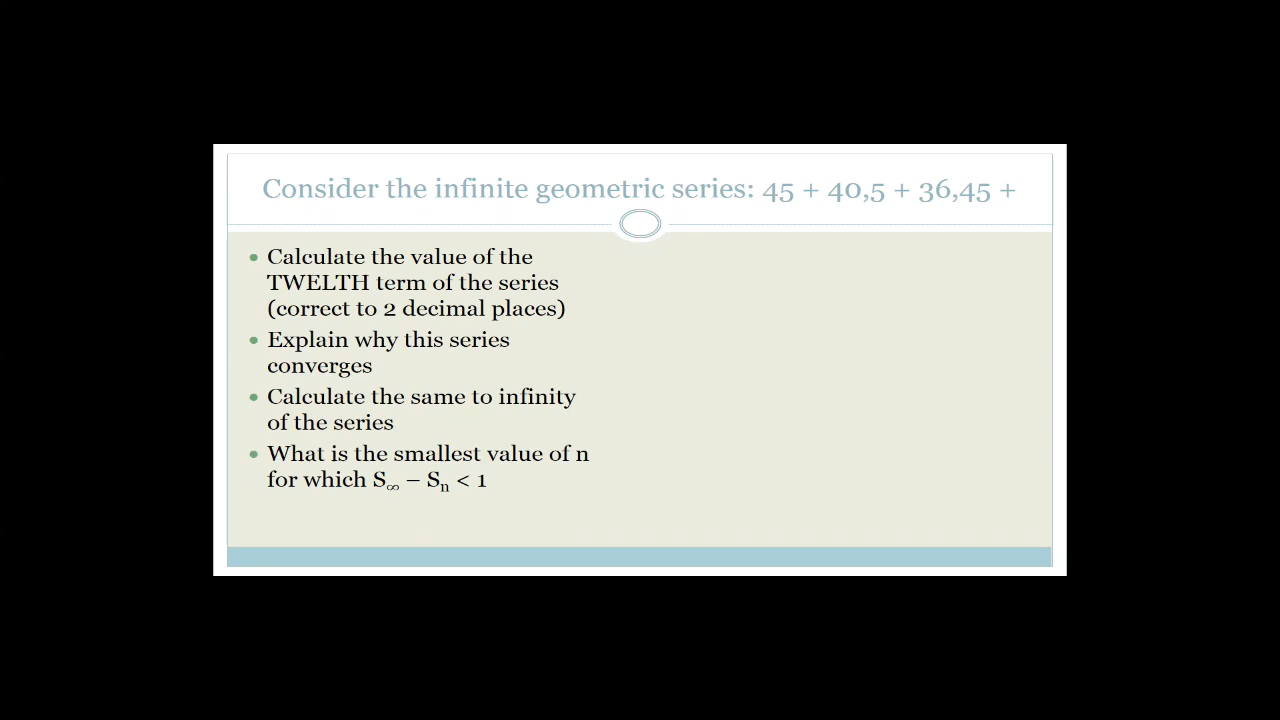 Consider the infinite geometric series: 45 + 40,5 + 36,45 +
• Calculate the value of the
TWELTH term of the series
(correct to 2 decimal places)
• Explain why this series
converges
• Calculate the same to infinity
of the series
• What is the smallest value of n
for which S∞ – Sn < 1